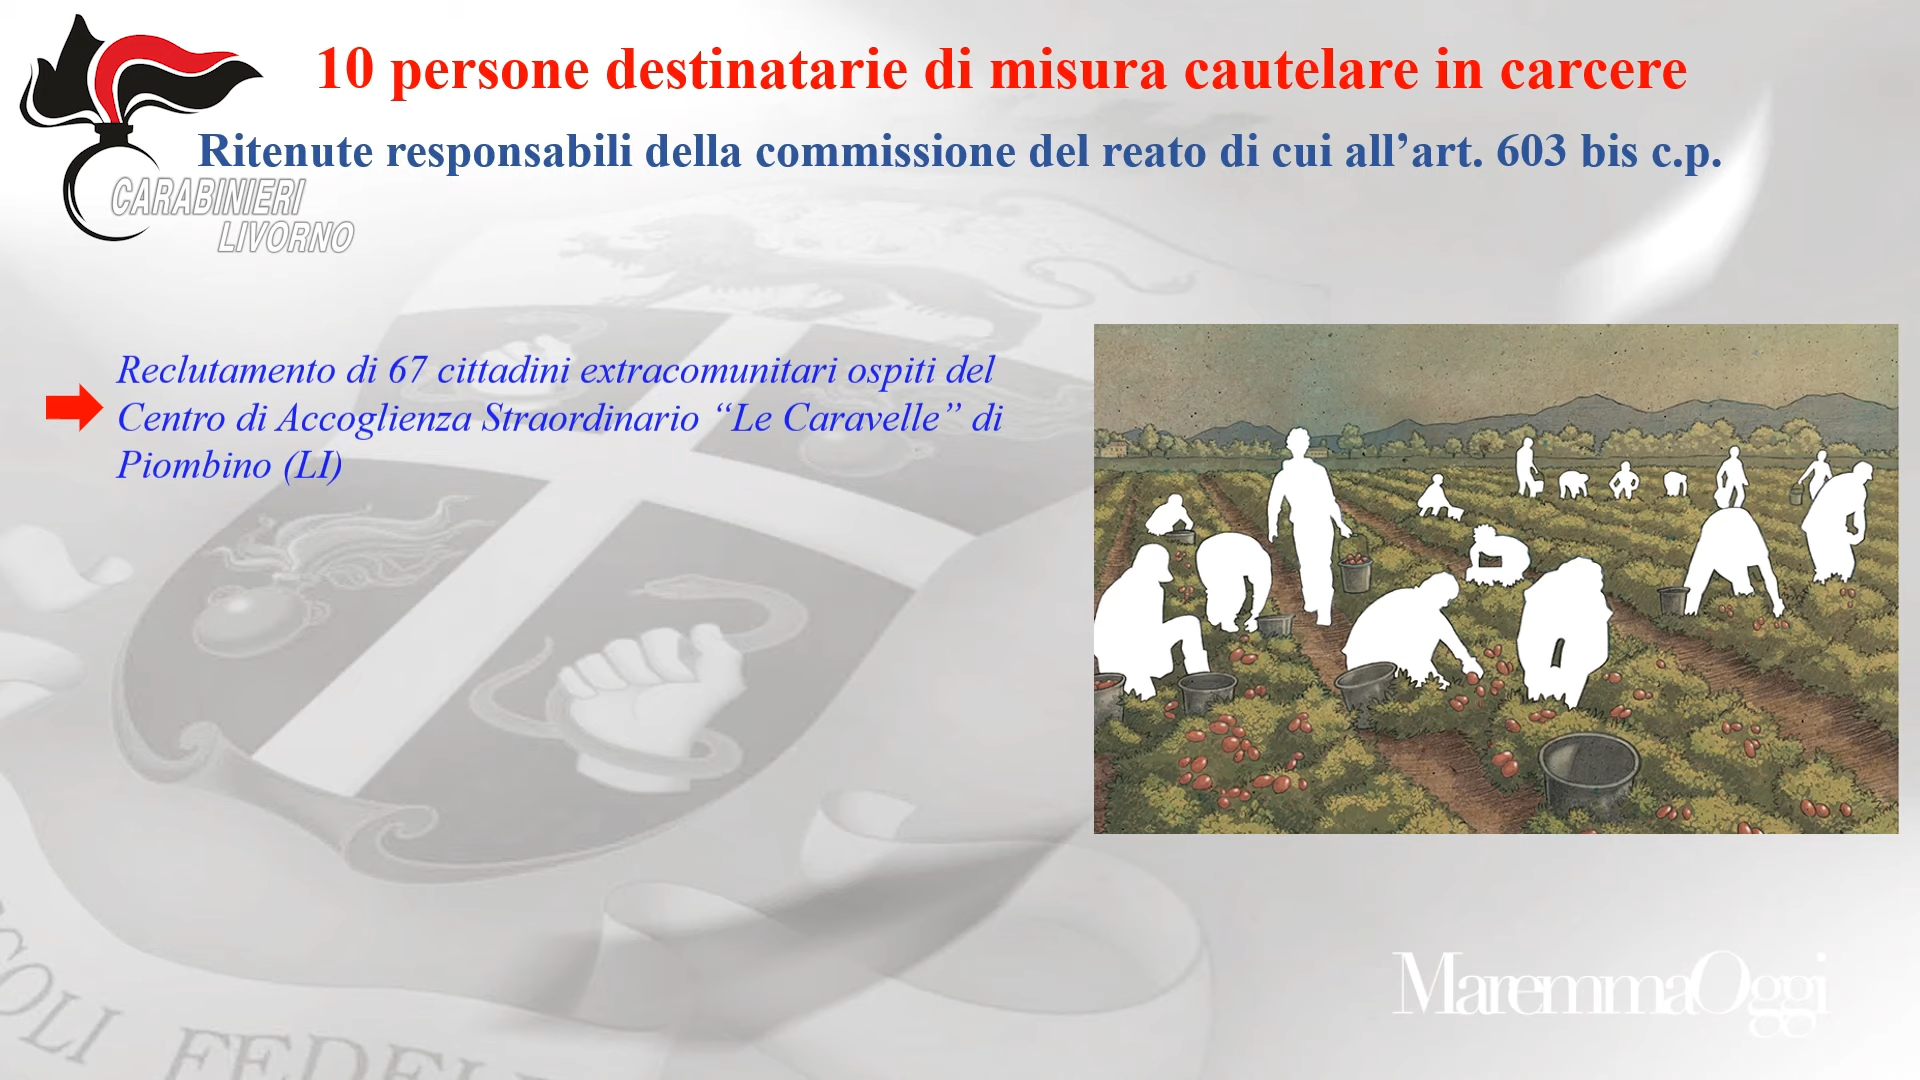 10 persone destinatarie di misura cautelare in carcere
Ritenute responsabili della commissione del reato di cui all’art. 603 bis c.p.
CARABINIERI
LIVORNO
Reclutamento di 67 cittadini extracomunitari ospiti del
Centro di Accoglienza Straordinario “Le Caravelle” di
Piombino (LI)
MaremmaOggi
COLI FEDEL